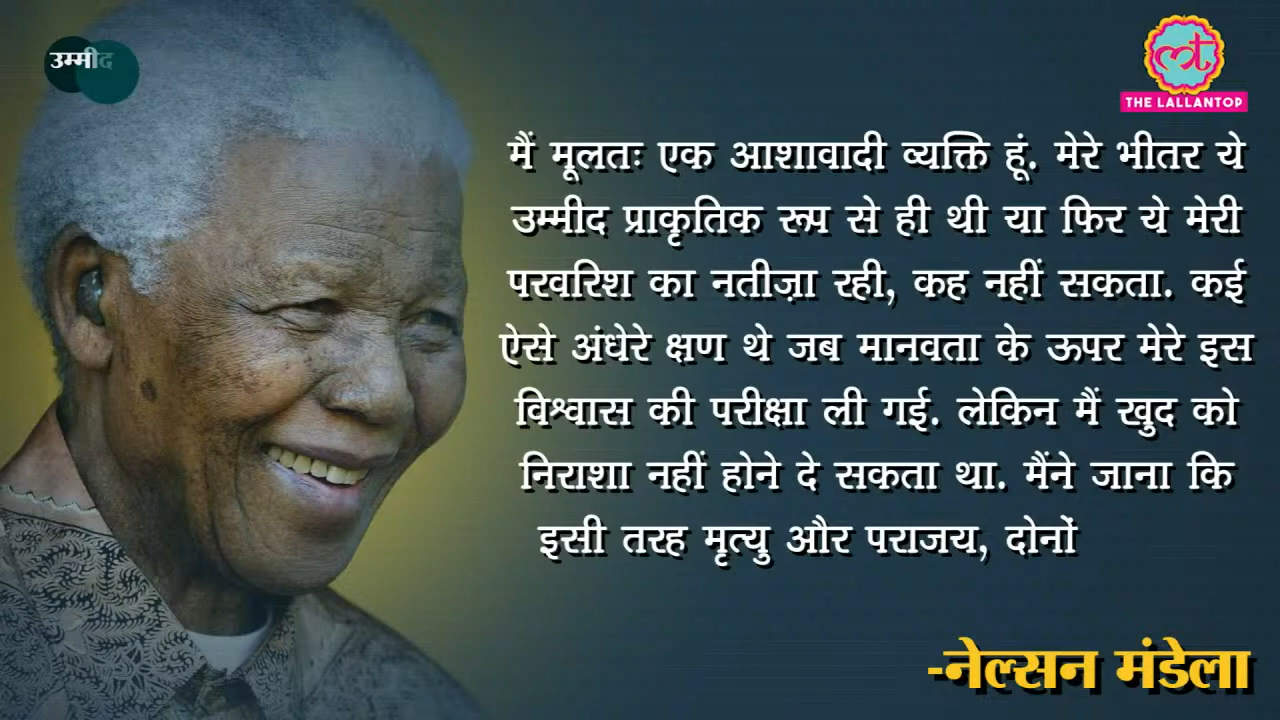 उम्मीद
THE LALLANTOP
मैं मूलतः एक आशावादी व्यक्ति हूं. मेरे भीतर ये
उम्मीद प्राकृतिक रूप से ही थी या फिर ये मेरी
परवरिश का नतीज़ा रही, कह नहीं सकता. कई
ऐसे अंधेरे क्षण थे जब मानवता के ऊपर मेरे इस
विश्वास की परीक्षा ली गई. लेकिन मैं खुद को
निराशा नहीं होने दे सकता था. मैंने जाना कि
इसी तरह मृत्यु और पराजय, दोनों
-नेल्सन मंडेला